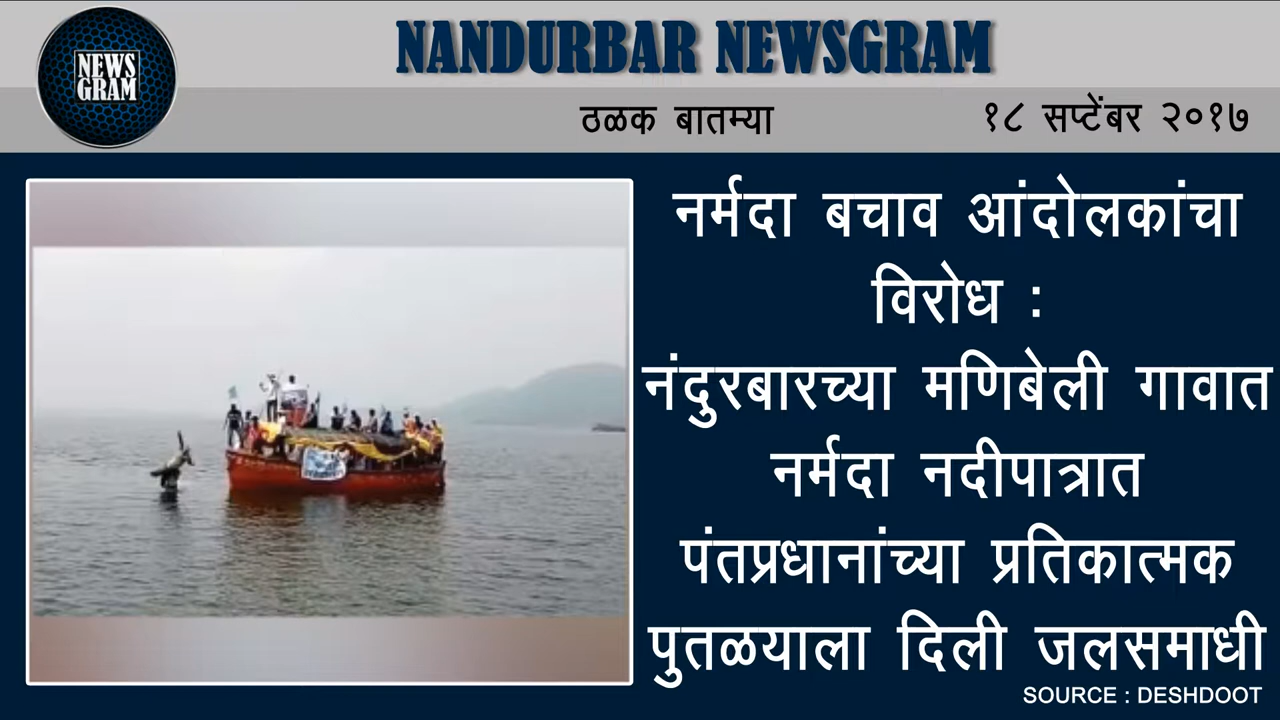 NEWS
GRAM
NANDURBAR NEWSGRAM
ठळक बातम्या
१८ सप्टेंबर २०१७
नर्मदा बचाव आंदोलकांचा
विरोध :
नंदुरबारच्या मणिबेली गावात
नर्मदा नदीपात्रात
पंतप्रधानांच्या प्रतिकात्मक
पुतळयाला दिली जलसमाधी
SOURCE : DESHDOOT